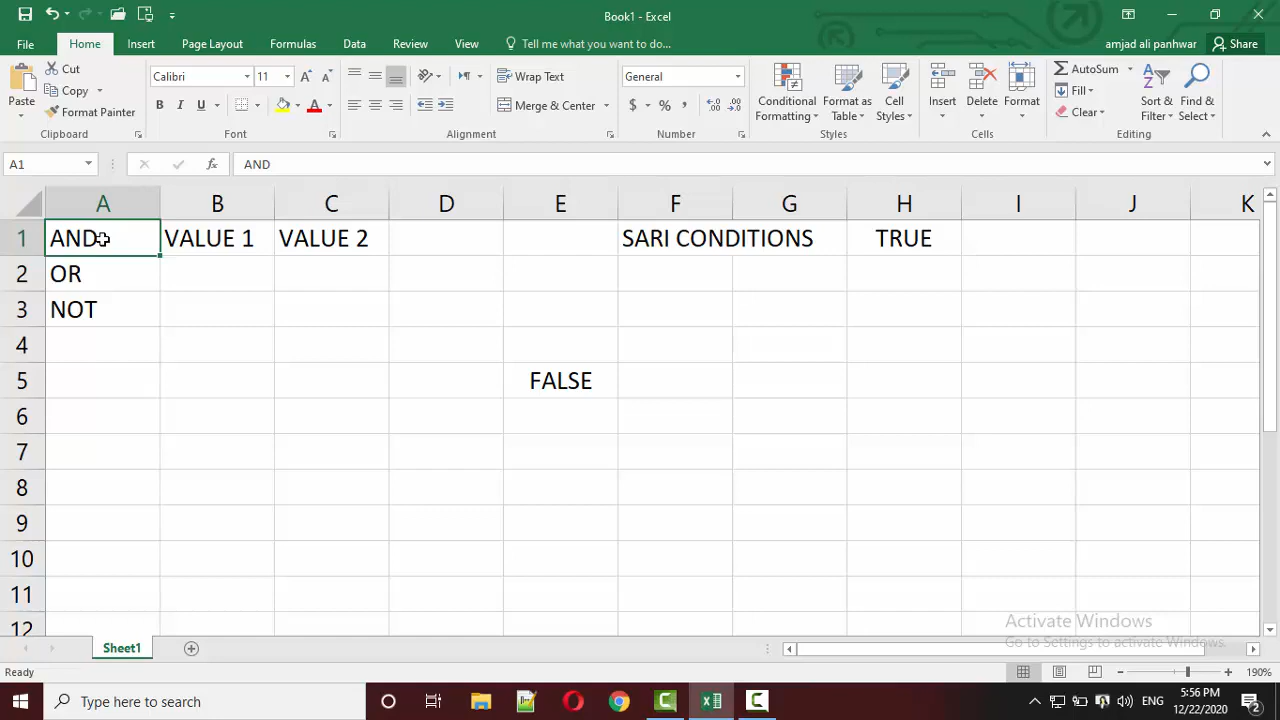 Book1 - Excel
File Home Insert Page Layout Formulas Data Review View Tell me what you want to do... amjad ali panhwar Share
Paste Cut Copy Format Painter
Calibri 11
B I U A
Wrap Text
Merge & Center
General
$ % ,
Conditional Formatting
Format as Table
Cell Styles
Insert Delete Format
AutoSum
Fill
Clear
Sort & Filter
Find & Select
Clipboard Font Alignment Number Styles Cells Editing
A1 fx AND
A B C D E F G H I J K
1 AND VALUE 1 VALUE 2 SARI CONDITIONS TRUE
2 OR
3 NOT
4
5 FALSE
6
7
8
9
10
11
12
Activate Windows
Go to Settings to activate Windows.
Sheet1
Ready 190%
Type here to search
ENG
5:56 PM
12/22/2020
2